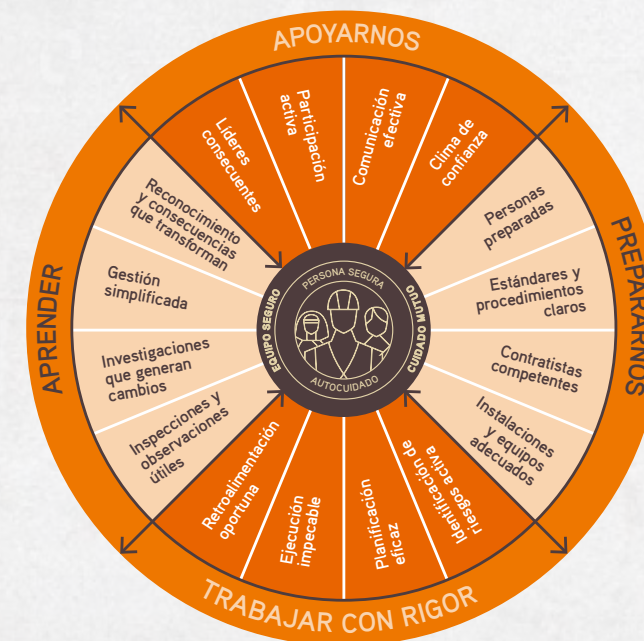 APOYARNOS
Líderes
consecuentes
Participación
activa
Comunicación
efectiva
Clima de
confianza
PREPARARNOS
Personas
preparadas
Estándares y
procedimientos
claros
Contratistas
competentes
Instalaciones
y equipos
adecuados
TRABAJAR CON RIGOR
Identificación de
riesgos activa
Planificación
eficaz
Ejecución
impecable
Retroalimentación
oportuna
APRENDER
Inspecciones y
observaciones
útiles
Investigaciones
que generan
cambios
Gestión
simplificada
Reconocimiento
y consecuencias
que transforman
EQUIPO SEGURO
PERSONA SEGURA
CUIDADO MUTUO
AUTOCUIDADO